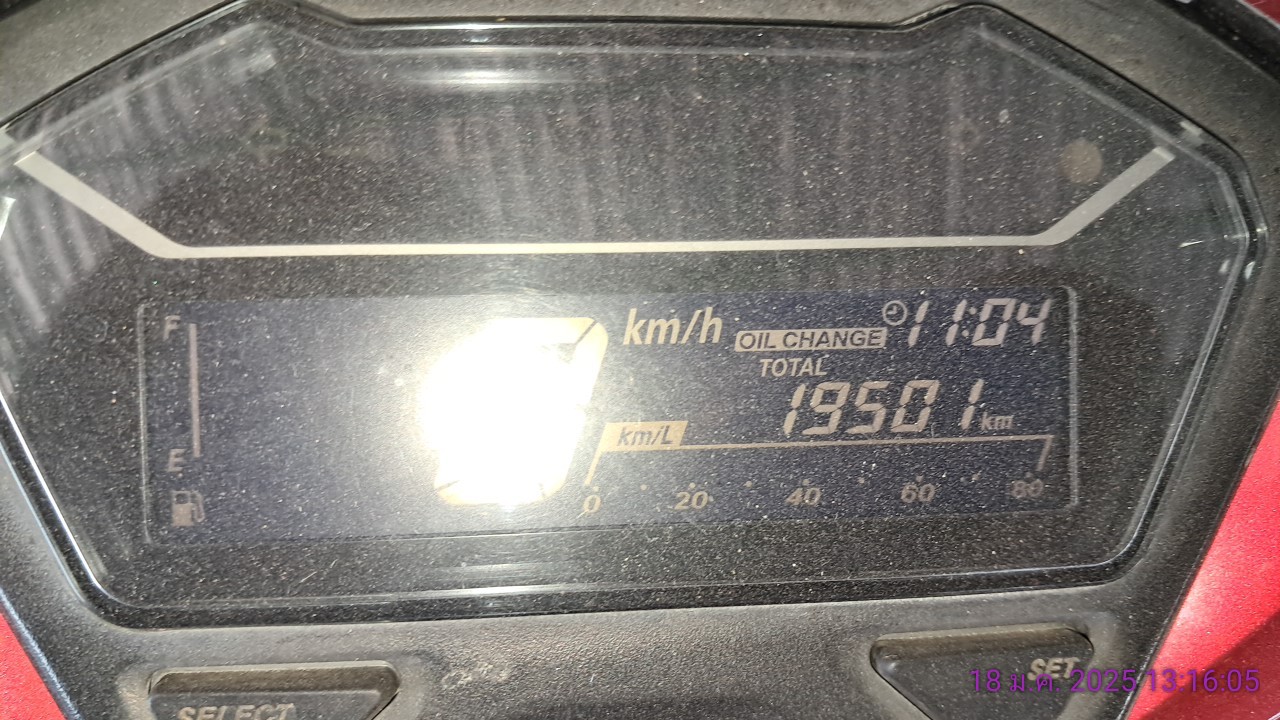 km/h OIL CHANGE 11:04
F
TOTAL
19501 km
km/L
E
0 20 40 60 80
SELECT
SET
18 ม.ค. 2025 13:16:05